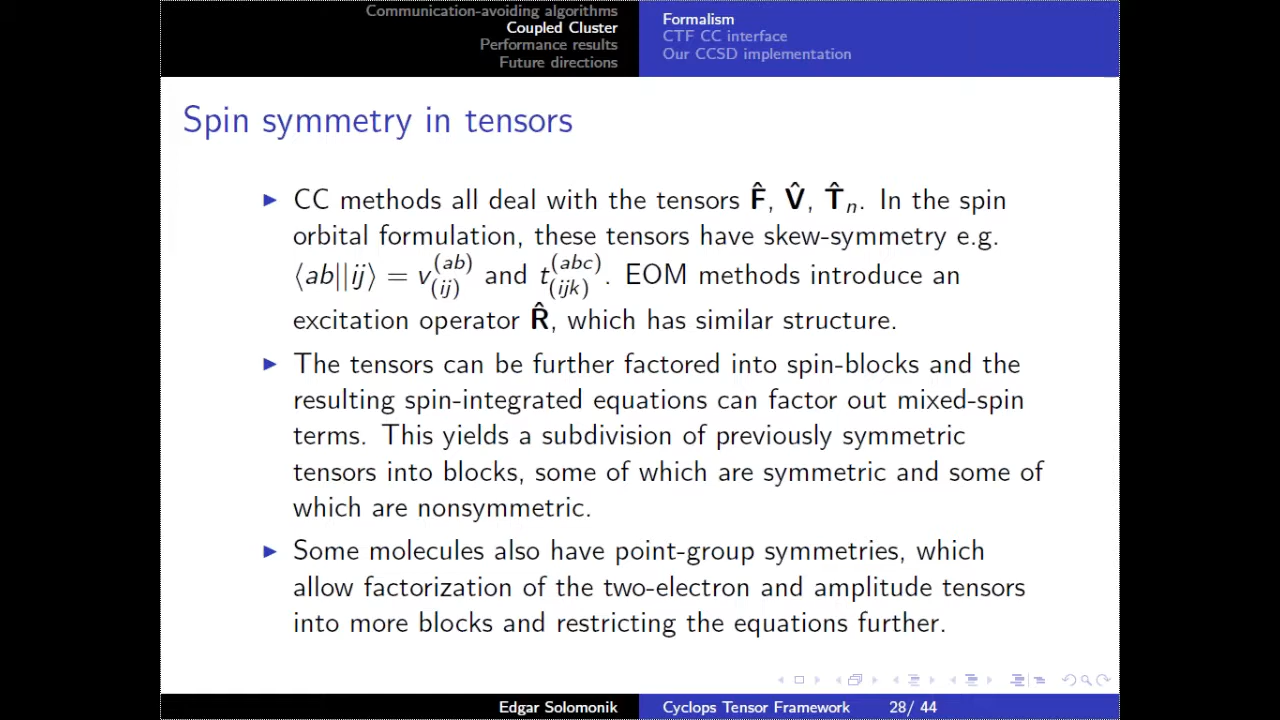 Communication-avoiding algorithms
Coupled Cluster
Performance results
Future directions
Formalism
CTF CC interface
Our CCSD implementation
Spin symmetry in tensors
▶ CC methods all deal with the tensors F̂, V̂, T̂ₙ. In the spin
orbital formulation, these tensors have skew-symmetry e.g.
⟨ab||ij⟩ = v^{(ab)}_{(ij)} and t^{(abc)}_{(ijk)}. EOM methods introduce an
excitation operator R̂, which has similar structure.
▶ The tensors can be further factored into spin-blocks and the
resulting spin-integrated equations can factor out mixed-spin
terms. This yields a subdivision of previously symmetric
tensors into blocks, some of which are symmetric and some of
which are nonsymmetric.
▶ Some molecules also have point-group symmetries, which
allow factorization of the two-electron and amplitude tensors
into more blocks and restricting the equations further.
Edgar Solomonik
Cyclops Tensor Framework
28/ 44